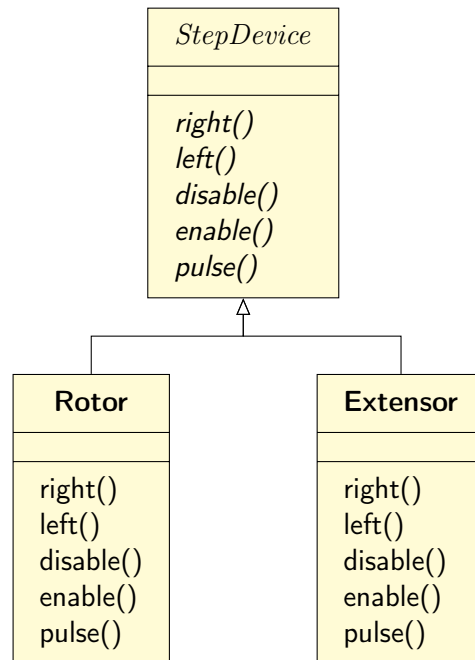 StepDevice
right()
left()
disable()
enable()
pulse()
Rotor
right()
left()
disable()
enable()
pulse()
Extensor
right()
left()
disable()
enable()
pulse()